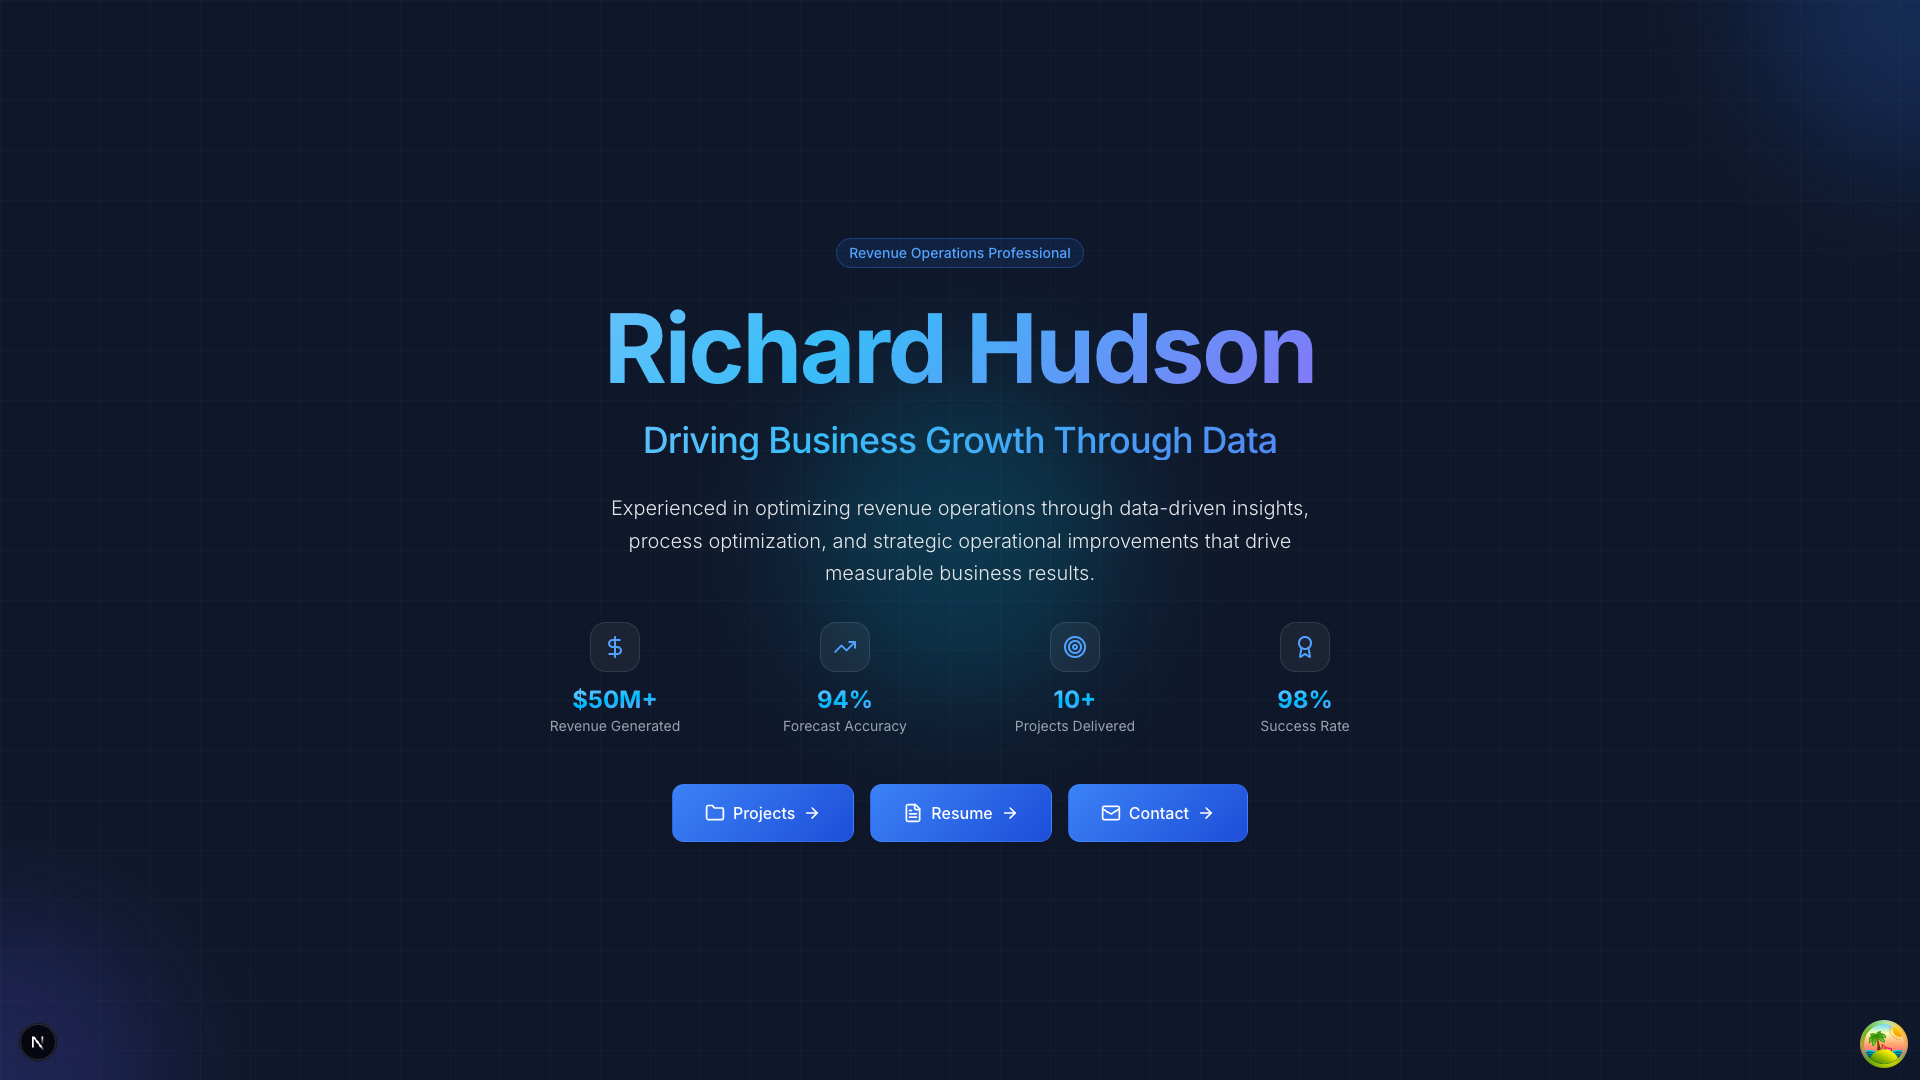 Revenue Operations Professional
Richard Hudson
Driving Business Growth Through Data
Experienced in optimizing revenue operations through data-driven insights,
process optimization, and strategic operational improvements that drive
measurable business results.
$50M+
Revenue Generated
94%
Forecast Accuracy
10+
Projects Delivered
98%
Success Rate
Projects
Resume
Contact
N